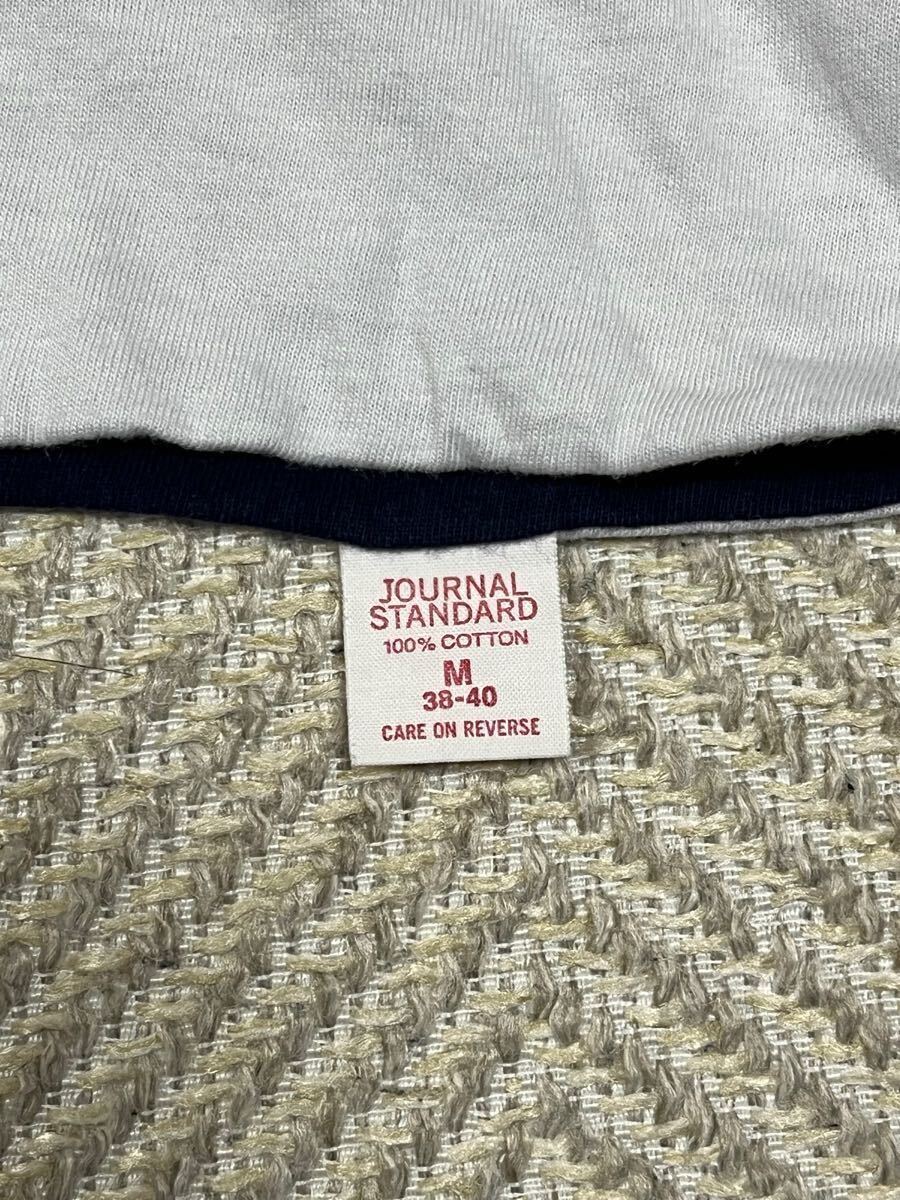 JOURNAL
STANDARD
100% COTTON
M
38-40
CARE ON REVERSE